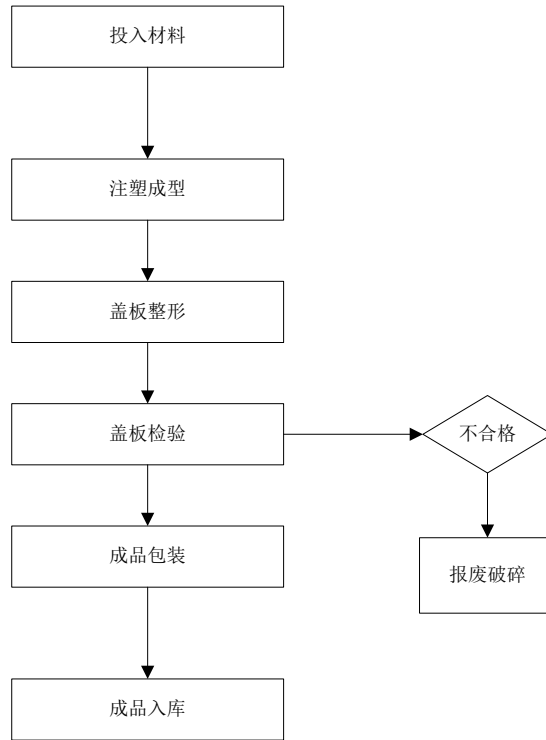 投入材料
注塑成型
盖板整形
盖板检验
不合格
成品包装
报废破碎
成品入库